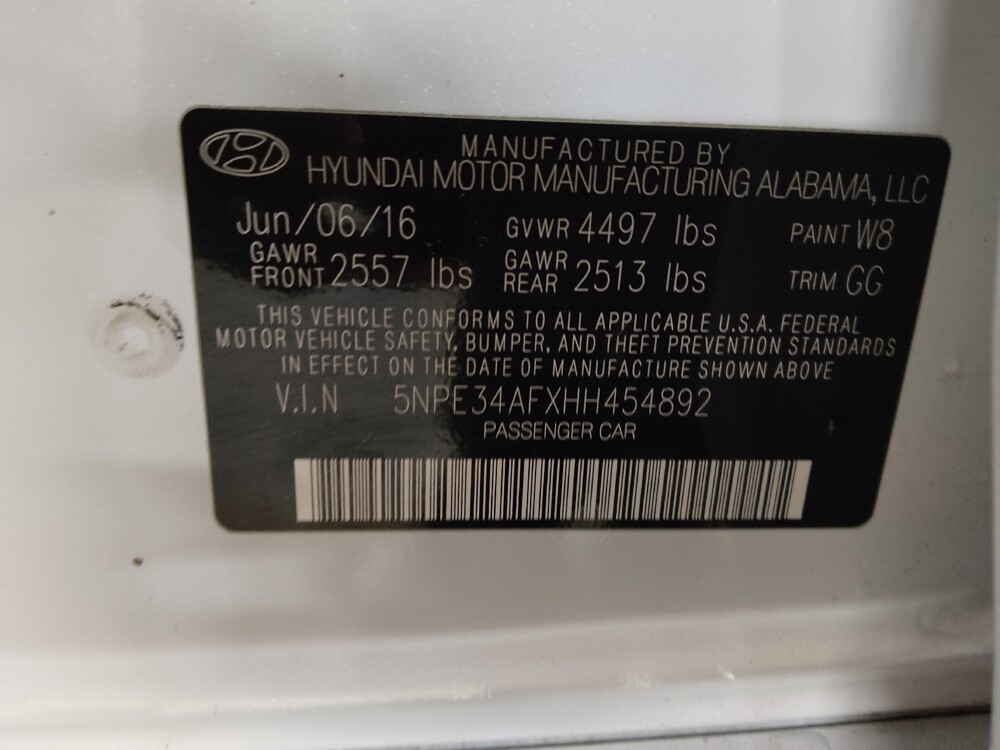 MANUFACTURED BY
HYUNDAI MOTOR MANUFACTURING ALABAMA, LLC
Jun/06/16 GVWR 4497 lbs PAINT W8
GAWR FRONT 2557 lbs GAWR REAR 2513 lbs TRIM GG
THIS VEHICLE CONFORMS TO ALL APPLICABLE U.S.A. FEDERAL
MOTOR VEHICLE SAFETY, BUMPER, AND THEFT PREVENTION STANDARDS
IN EFFECT ON THE DATE OF MANUFACTURE SHOWN ABOVE
V.I.N 5NPE34AFXHH454892
PASSENGER CAR